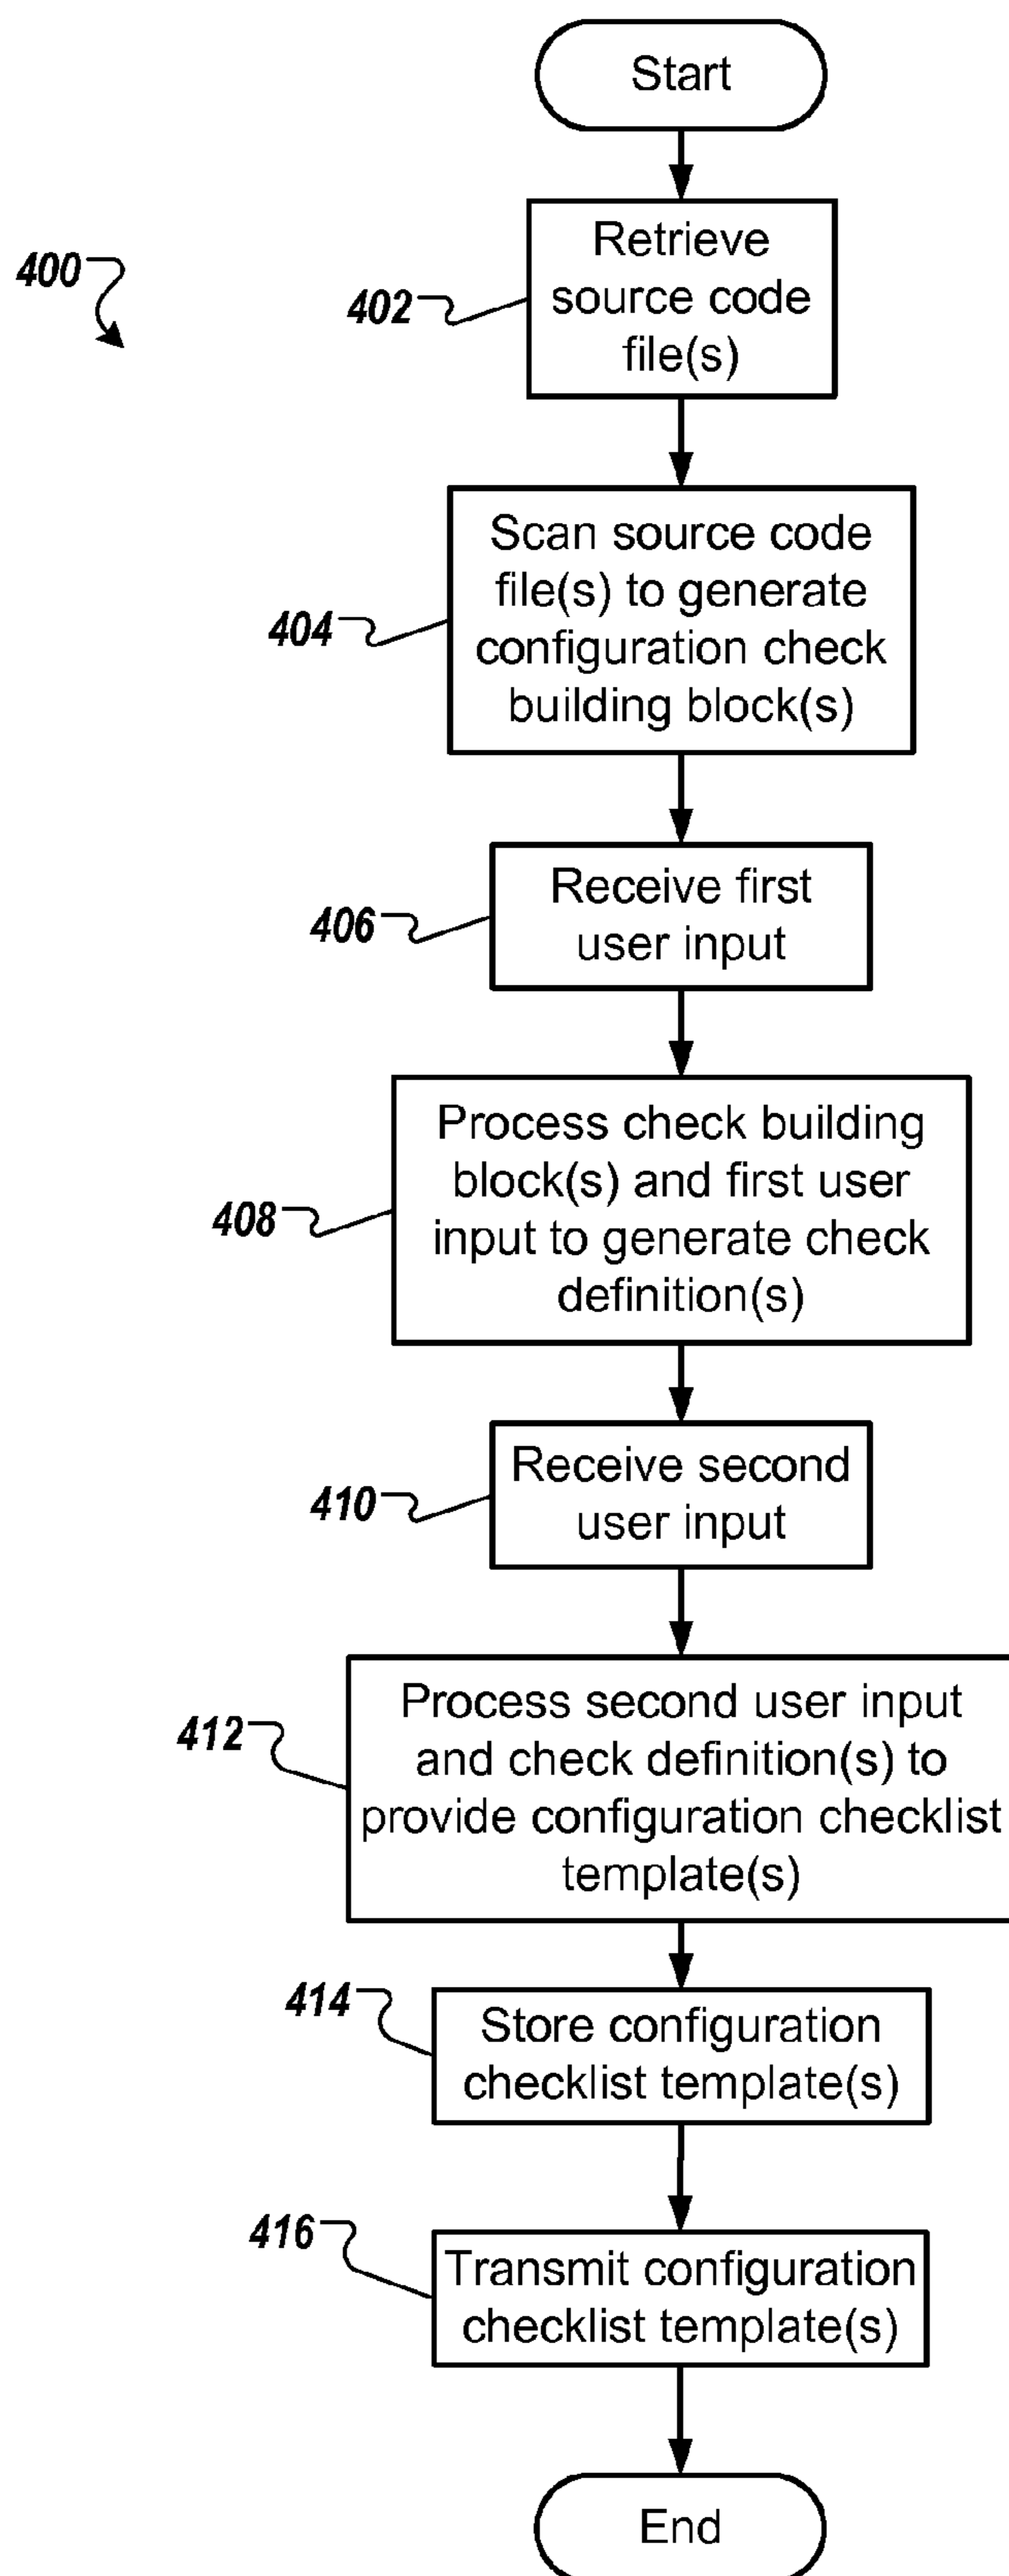 Start
400
402
Retrieve
source code
file(s)
404
Scan source code
file(s) to generate
configuration check
building block(s)
406
Receive first
user input
408
Process check building
block(s) and first user
input to generate check
definition(s)
410
Receive second
user input
412
Process second user input
and check definition(s) to
provide configuration checklist
template(s)
414
Store configuration
checklist template(s)
416
Transmit configuration
checklist template(s)
End